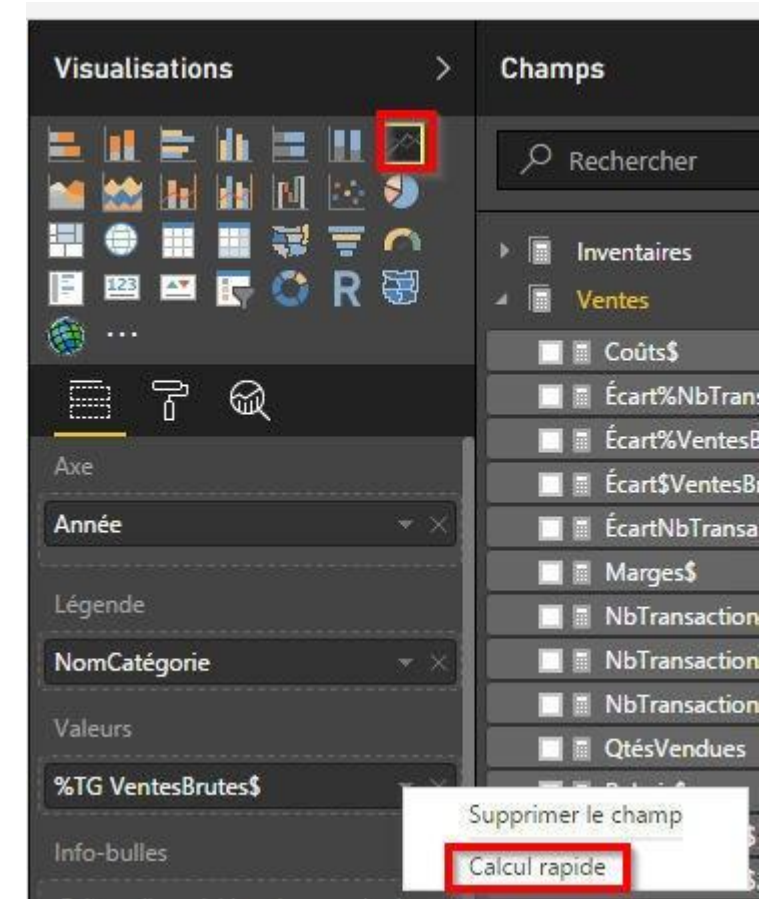 Visualisations
Champs
Rechercher
Inventaires
Ventes
Coûts$
Écart%NbTrans
Écart%VentesB
Écart$VentesBr
ÉcartNbTransa
Marges$
NbTransaction
NbTransaction
NbTransaction
QtésVendues
123
R
Axe
Année
Légende
NomCatégorie
Valeurs
%TG VentesBrutes$
Info-bulles
Supprimer le champ
Calcul rapide